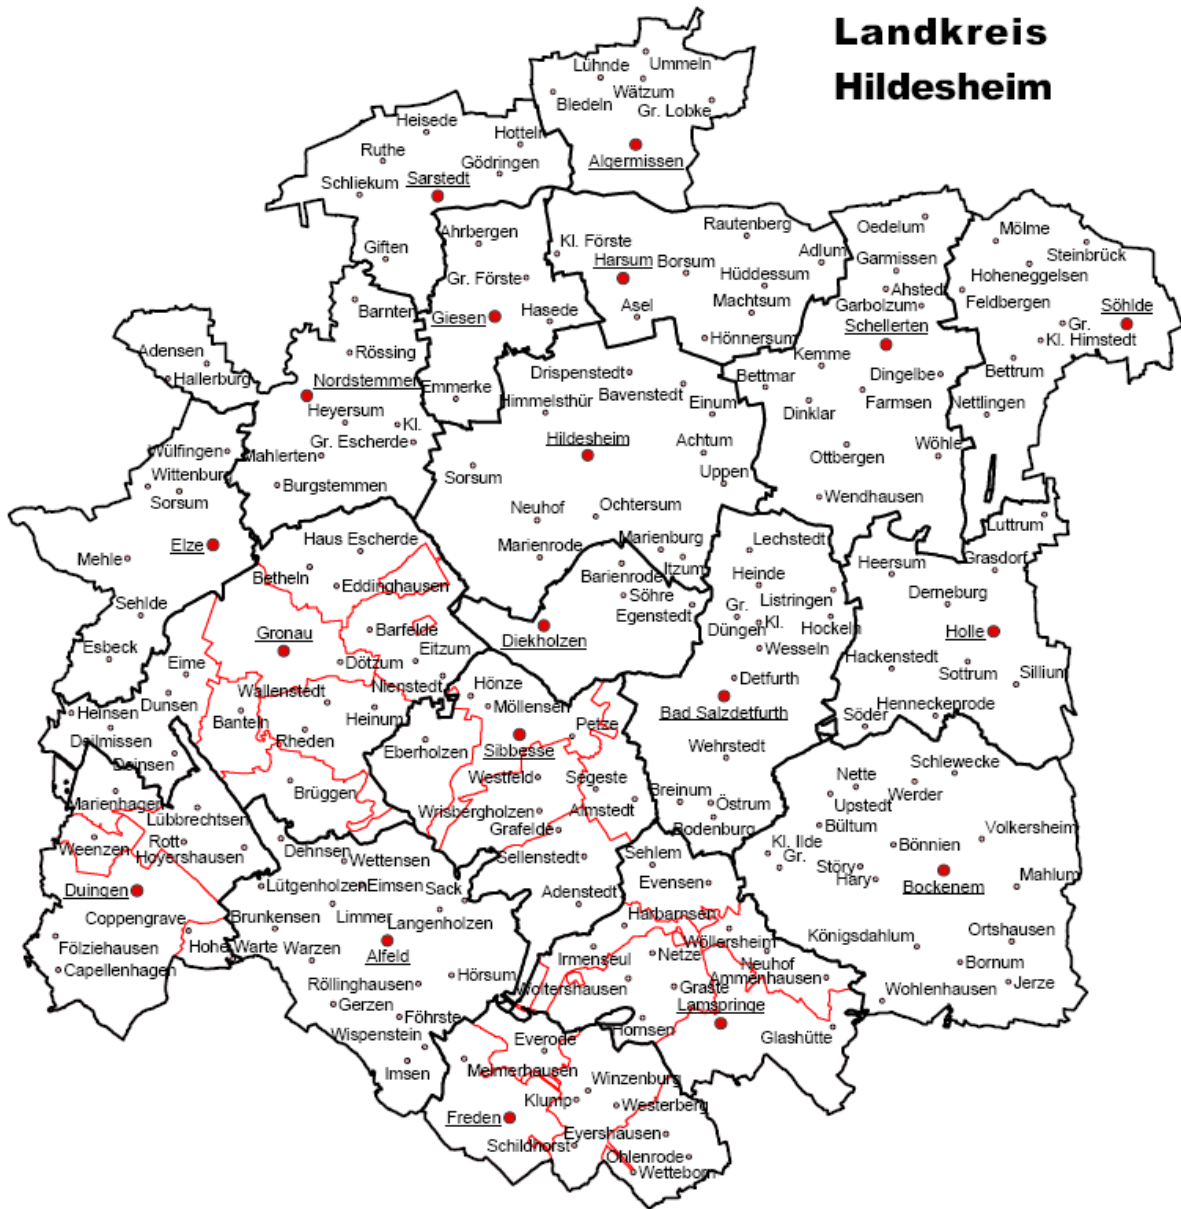 Landkreis
Hildesheim
Ummeln
Lühnde
Wätzum
Bledeln
Gr. Lobke
Algermissen
Heisede
Hotteln
Ruthe
Gödringen
Schliekum
Sarstedt
Giften
Ahrbergen
Gr. Förste
Giesen
Hasede
Emmerke
Rautenberg
Kl. Förste
Harsum
Borsum
Adlum
Hüddessum
Machtsum
Asel
Hönnersum
Oedelum
Garmissen
Ahstedt
Garbolzum
Schellerten
Kemme
Bettmar
Dingelbe
Dinklar
Farmsen
Ottbergen
Wöhle
Wendhausen
Mölme
Steinbrück
Hoheneggelsen
Feldbergen
Söhlde
Gr.
Kl. Himstedt
Bettrum
Nettlingen
Barnten
Rössing
Nordstemmen
Heyersum
Kl.
Gr. Escherde
Mahlerten
Burgstemmen
Adensen
Hallerburg
Wülfingen
Wittenburg
Sorsum
Elze
Mehle
Sehlde
Esbeck
Drispenstedt
Himmelsthür
Bavenstedt
Einum
Hildesheim
Achtum
Sorsum
Uppen
Neuhof
Ochtersum
Marienburg
Marienrode
Itzum
Barienrode
Söhre
Egenstedt
Diekholzen
Haus Escherde
Betheln
Eddinghausen
Gronau
Barfelde
Eitzum
Dötzum
Nienstedt
Wallenstedt
Banteln
Heinum
Rheden
Brüggen
Eime
Dunsen
Heinsen
Deilmissen
Deinsen
Marienhagen
Lübbrechtsen
Rott
Weenzen
Hoyershausen
Duingen
Coppengrave
Fölziehausen
Hohe Warte
Capellenhagen
Lechstedt
Heinde
Listringen
Gr.
Düngen
Kl.
Hockeln
Wesseln
Detfurth
Bad Salzdetfurth
Wehrstedt
Breinum
Östrum
Bodenburg
Luttrum
Grasdorf
Heersum
Derneburg
Holle
Hackenstedt
Sottrum
Sillium
Henneckenrode
Söder
Hönze
Möllensen
Petze
Eberholzen
Sibbesse
Westfeld
Segeste
Wrisbergholzen
Almstedt
Grafelde
Sellenstedt
Adenstedt
Schlewecke
Nette
Werder
Upstedt
Bültum
Volkersheim
Kl. Ilde
Gr.
Bönnien
Störy
Hary
Bockenem
Mahlum
Königsdahlum
Ortshausen
Bornum
Jerze
Wohlenhausen
Dehnsen
Wettensen
Lütgenholzen
Eimsen
Sack
Brunkensen
Limmer
Langenholzen
Warzen
Alfeld
Röllinghausen
Hörsum
Gerzen
Föhrste
Wispenstein
Imsen
Sehlem
Evensen
Harbarnsen
Wöllersheim
Irmenseul
Netze
Neuhof
Ammenhausen
Woltershausen
Graste
Lamspringe
Hornsen
Glashütte
Everode
Meimerhausen
Winzenburg
Klump
Westerberg
Freden
Eyershausen
Schildhorst
Ohlenrode
Wetteborn